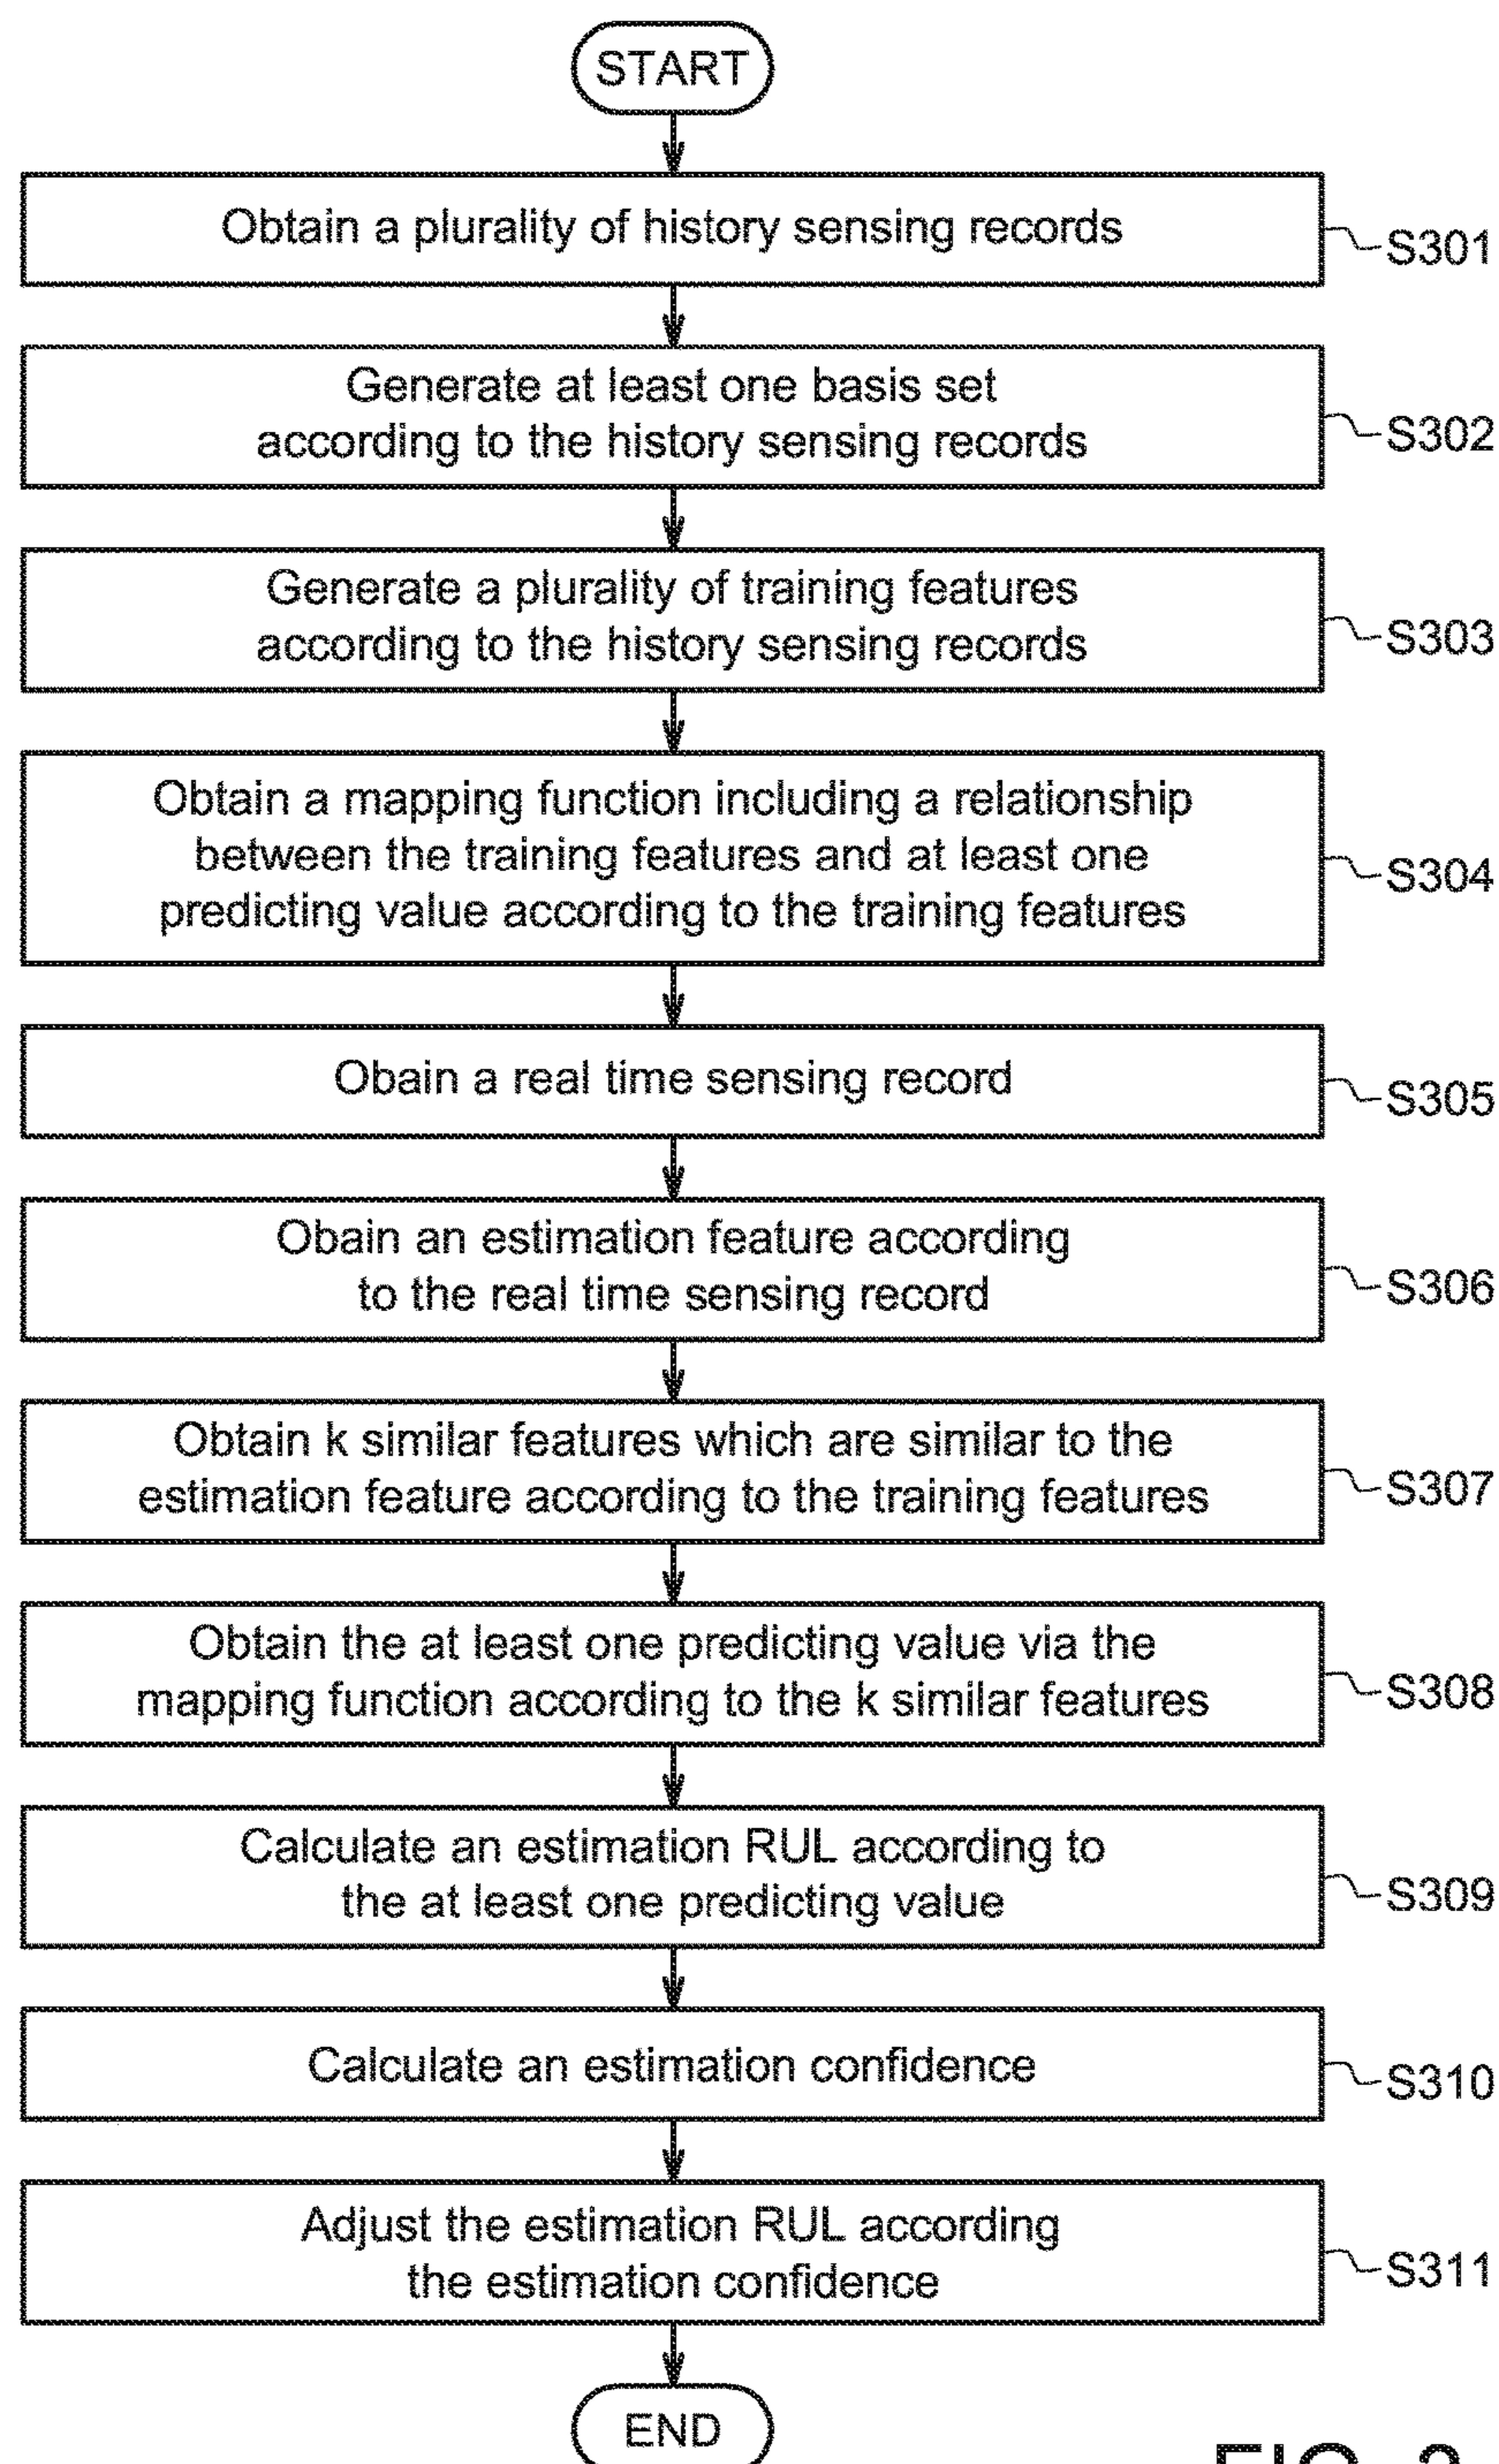 START
Obtain a plurality of history sensing records
S301
Generate at least one basis set
according to the history sensing records
S302
Generate a plurality of training features
according to the history sensing records
S303
Obtain a mapping function including a relationship
between the training features and at least one
predicting value according to the training features
S304
Obain a real time sensing record
S305
Obain an estimation feature according
to the real time sensing record
S306
Obtain k similar features which are similar to the
estimation feature according to the training features
S307
Obtain the at least one predicting value via the
mapping function according to the k similar features
S308
Calculate an estimation RUL according to
the at least one predicting value
S309
Calculate an estimation confidence
S310
Adjust the estimation RUL according
the estimation confidence
S311
END